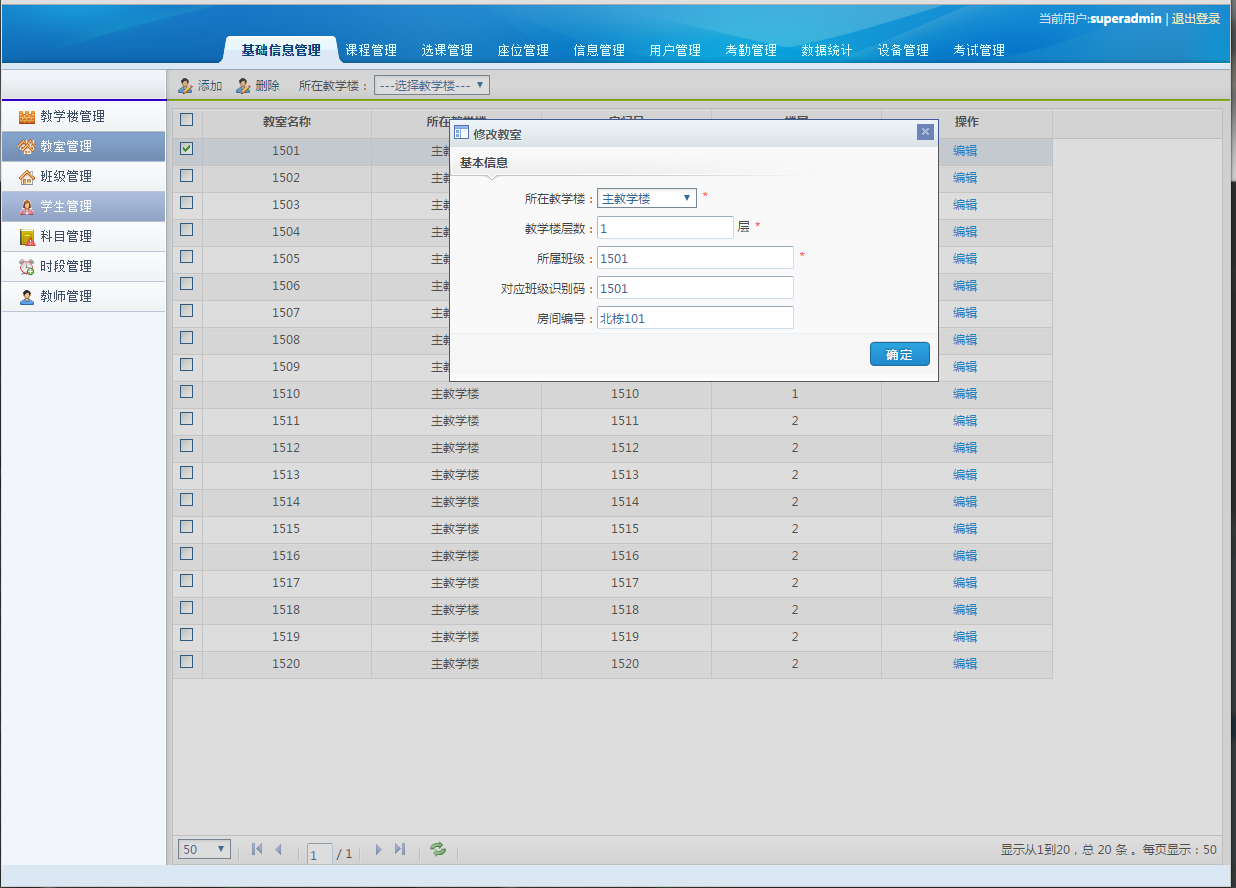 当前用户:superadmin | 退出登录
基础信息管理 课程管理 选课管理 座位管理 信息管理 用户管理 考勤管理 数据统计 设备管理 考试管理
添加 删除 所在教学楼： ---选择教学楼---
教学楼管理
教室管理
班级管理
学生管理
科目管理
时段管理
教师管理
教室名称 所在教学楼 楼层 操作
修改教室
基本信息
所在教学楼： 主教学楼 *
教学楼层数： 1 层 *
所属班级： 1501 *
对应班级识别码： 1501
房间编号： 北栋101
确定
1501 主教 编辑
1502 主教 编辑
1503 主教 编辑
1504 主教 编辑
1505 主教 编辑
1506 主教 编辑
1507 主教 编辑
1508 主教 编辑
1509 主教 编辑
1510 主教学楼 1510 1 编辑
1511 主教学楼 1511 2 编辑
1512 主教学楼 1512 2 编辑
1513 主教学楼 1513 2 编辑
1514 主教学楼 1514 2 编辑
1515 主教学楼 1515 2 编辑
1516 主教学楼 1516 2 编辑
1517 主教学楼 1517 2 编辑
1518 主教学楼 1518 2 编辑
1519 主教学楼 1519 2 编辑
1520 主教学楼 1520 2 编辑
50 1 / 1 显示从1到20，总 20 条 。每页显示：50